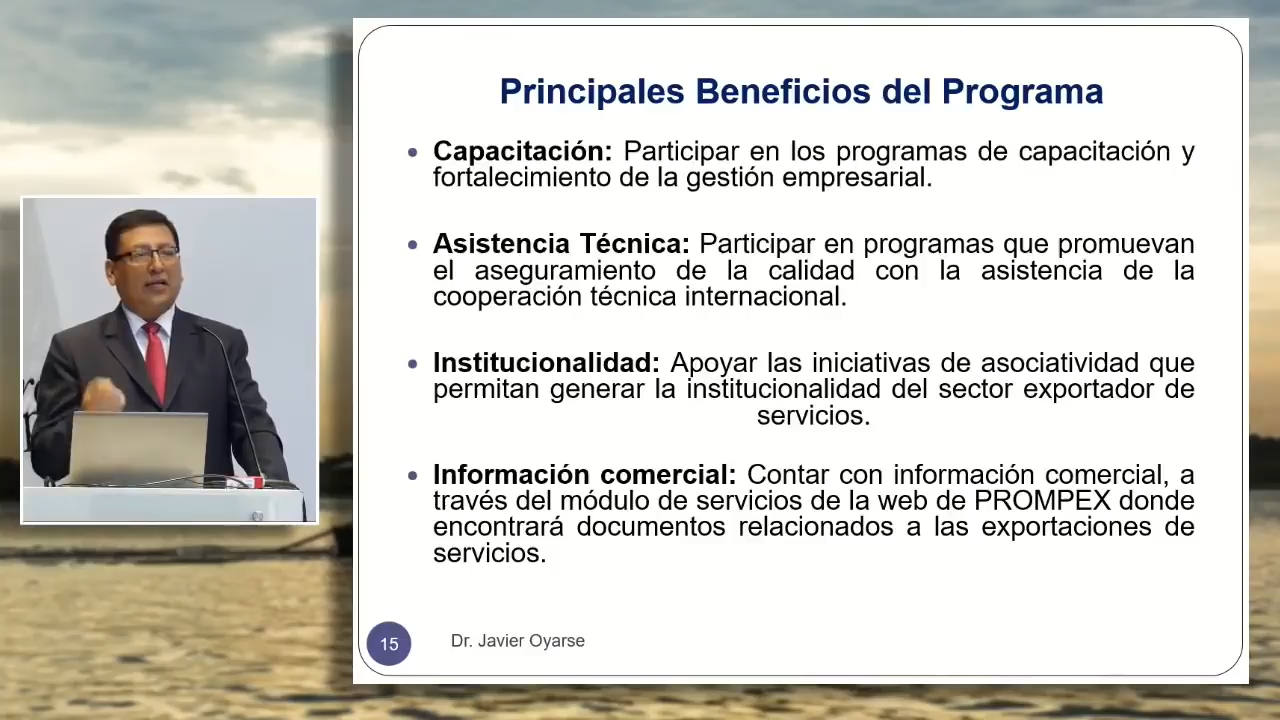 Principales Beneficios del Programa
• Capacitación: Participar en los programas de capacitación y
fortalecimiento de la gestión empresarial.
• Asistencia Técnica: Participar en programas que promuevan
el aseguramiento de la calidad con la asistencia de la
cooperación técnica internacional.
• Institucionalidad: Apoyar las iniciativas de asociatividad que
permitan generar la institucionalidad del sector exportador de
servicios.
• Información comercial: Contar con información comercial, a
través del módulo de servicios de la web de PROMPEX donde
encontrará documentos relacionados a las exportaciones de
servicios.
15
Dr. Javier Oyarse